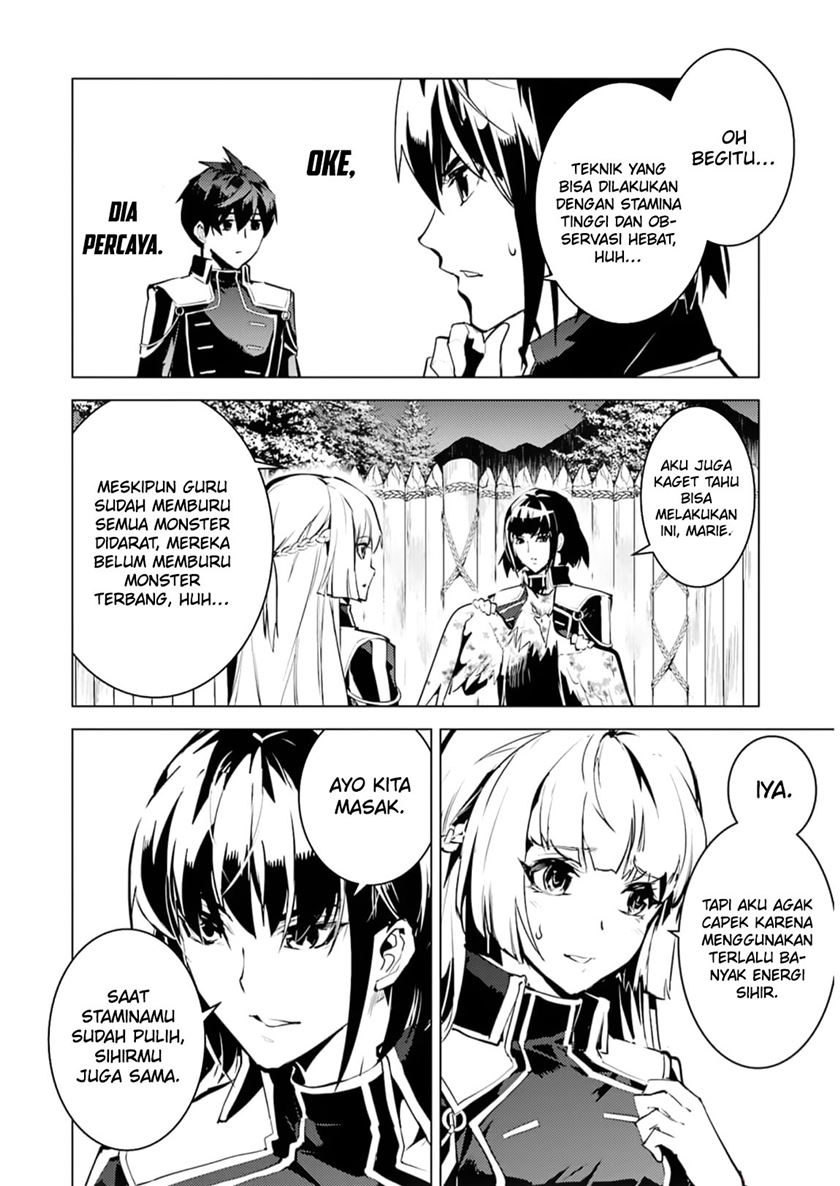 OH
BEGITU...
TEKNIK YANG
BISA DILAKUKAN
DENGAN STAMINA
TINGGI DAN OB-
SERVASI HEBAT,
HUH...
OKE,
DIA
PERCAYA.
AKU JUGA
KAGET TAHU
BISA
MELAKUKAN
INI, MARIE.
MESKIPUN GURU
SUDAH MEMBURU
SEMUA MONSTER
DIDARAT, MEREKA
BELUM MEMBURU
MONSTER
TERBANG, HUH...
IYA.
TAPI AKU AGAK
CAPEK KARENA
MENGGUNAKAN
TERLALU BA-
NYAK ENERGI
SIHIR.
AYO KITA
MASAK.
SAAT
STAMINAMU
SUDAH PULIH,
SIHIRMU
JUGA SAMA.